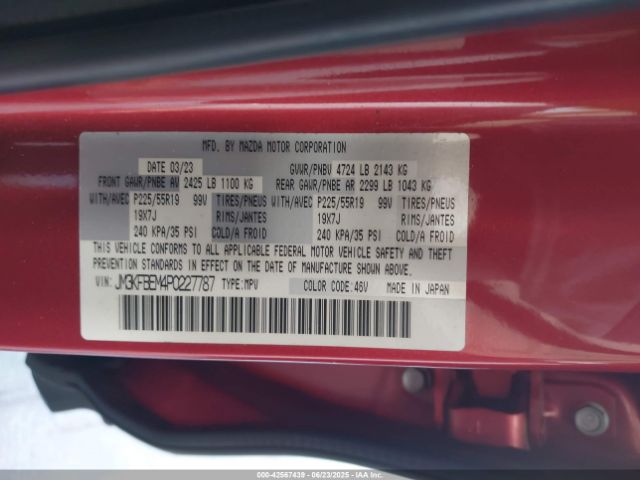 MFD. BY MAZDA MOTOR CORPORATION
DATE 03/23 GVWR/PNBV 4724 LB 2143 KG
FRONT GAWR/PNBE AV 2425 LB 1100 KG REAR GAWR/PNBE AR 2299 LB 1043 KG
WITH/AVEC P225/55R19 99V TIRES/PNEUS WITH/AVEC P225/55R19 99V TIRES/PNEUS
19X7J RIMS/JANTES 19X7J RIMS/JANTES
240 KPA/35 PSI COLD/A FROID 240 KPA/35 PSI COLD/A FROID
THIS VEHICLE CONFORMS TO ALL APPLICABLE FEDERAL MOTOR VEHICLE SAFETY AND THEFT
PREVENTION STANDARDS IN EFFECT ON THE DATE OF MANUFACTURE SHOWN ABOVE.
VIN: JM3KFBEM4P0227787 TYPE:MPV COLOR CODE:46V MADE IN JAPAN
000-42567439 - 06/23/2025 - IAAI.COM